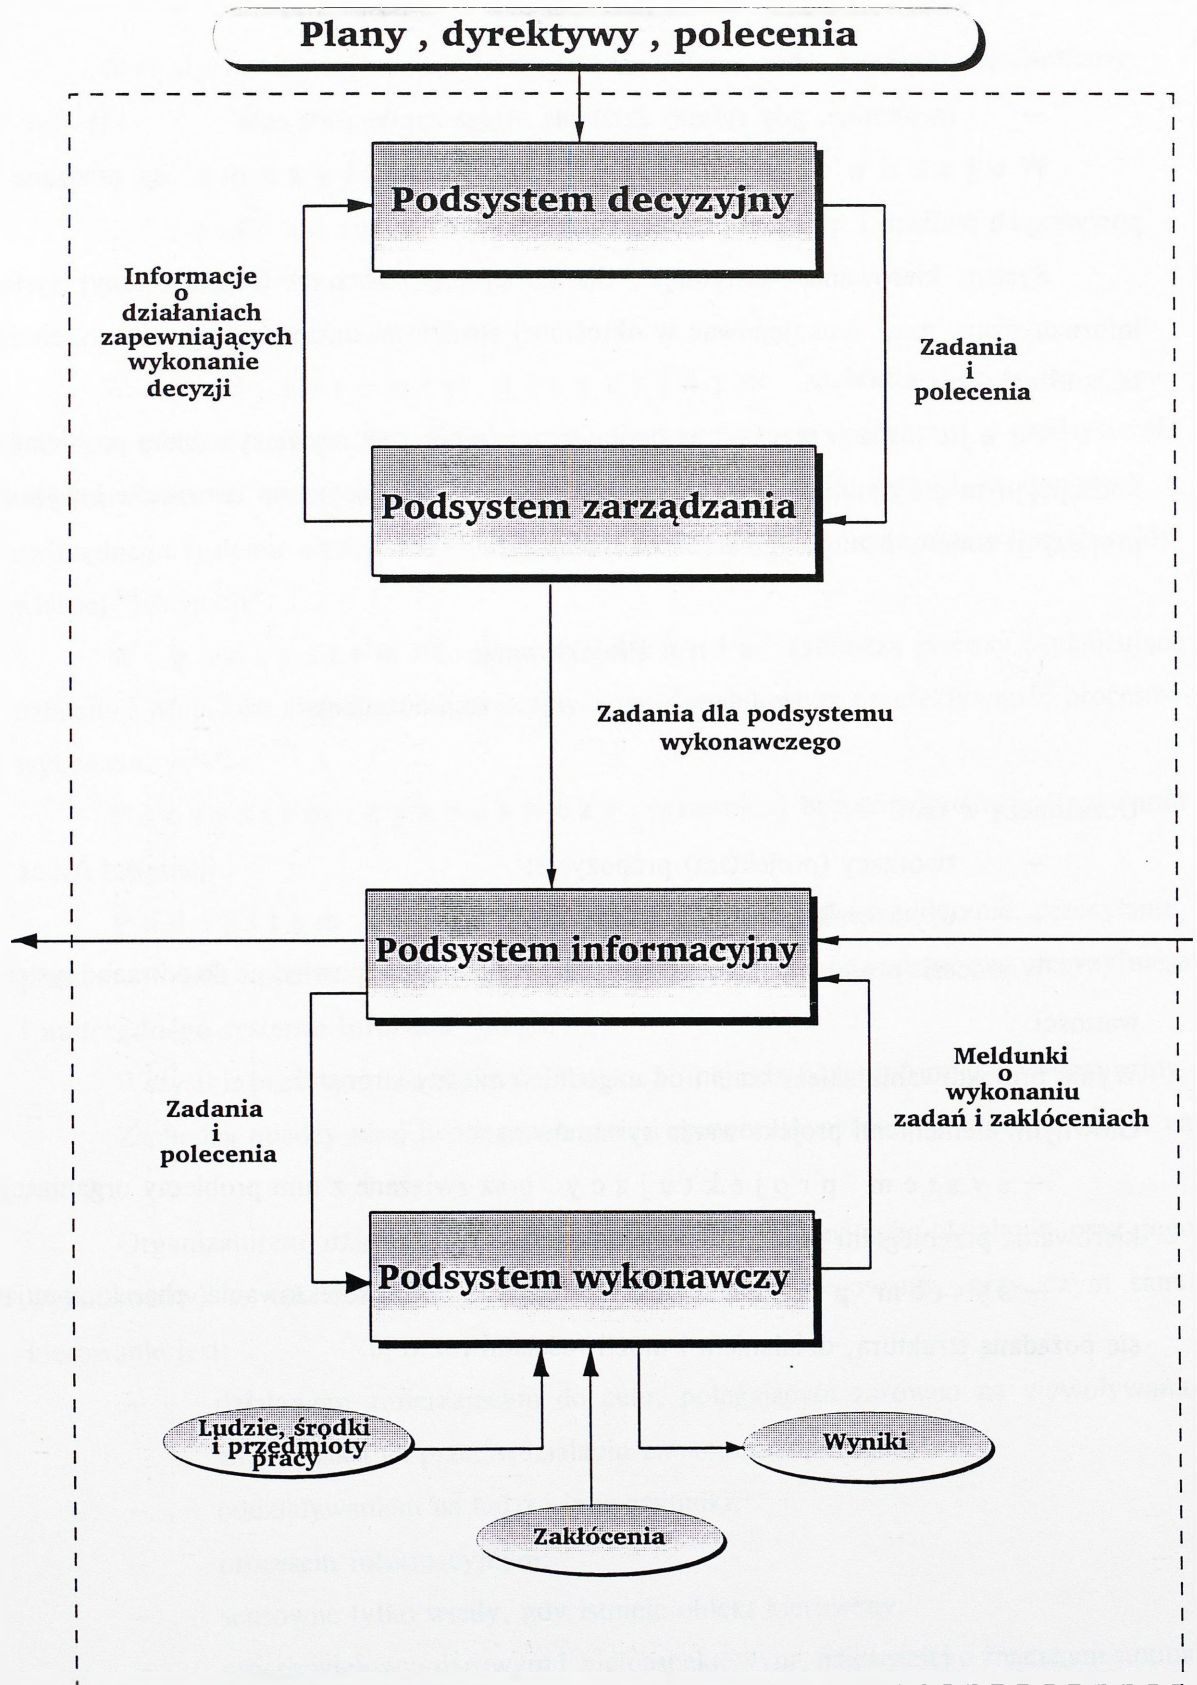 Plany , dyrektywy , polecenia
Podsystem decyzyjny
Informacje
o
działaniach
zapewniających
wykonanie
decyzji
Zadania
i
polecenia
Podsystem zarządzania
Zadania dla podsystemu
wykonawczego
Podsystem informacyjny
Zadania
i
polecenia
Meldunki
o
wykonaniu
zadań i zaklóceniach
Podsystem wykonawczy
Ludzie, środki
i przedmioty
pracy
Wyniki
Zakłócenia